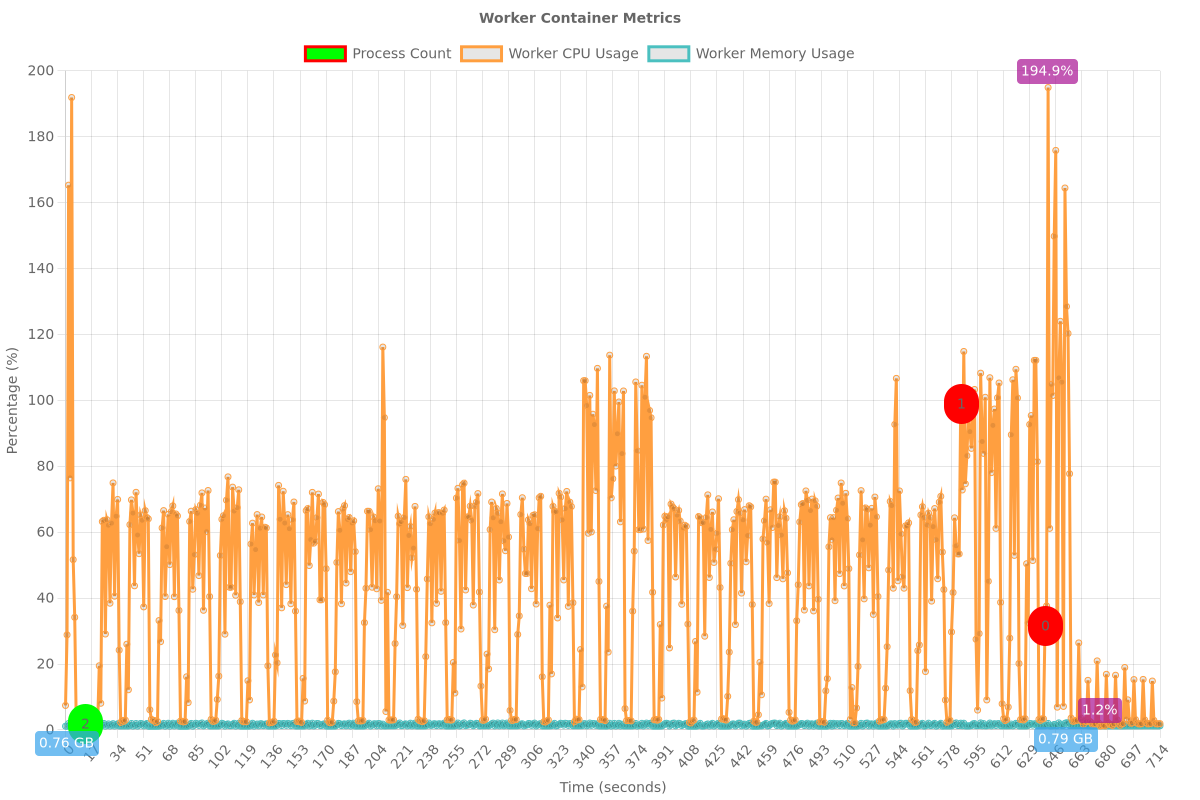 Worker Container Metrics
Process Count Worker CPU Usage Worker Memory Usage
200
180
160
140
120
100
80
60
40
20
0
Percentage (%)
194.9%
1
0
2
1.2%
0.76 GB
0.79 GB
34 51 68 85 102 119 136 153 170 187 204 221 238 255 272 289 306 323 340 357 374 391 408 425 442 459 476 493 510 527 544 561 578 595 612 629 646 663 680 697 714
Time (seconds)